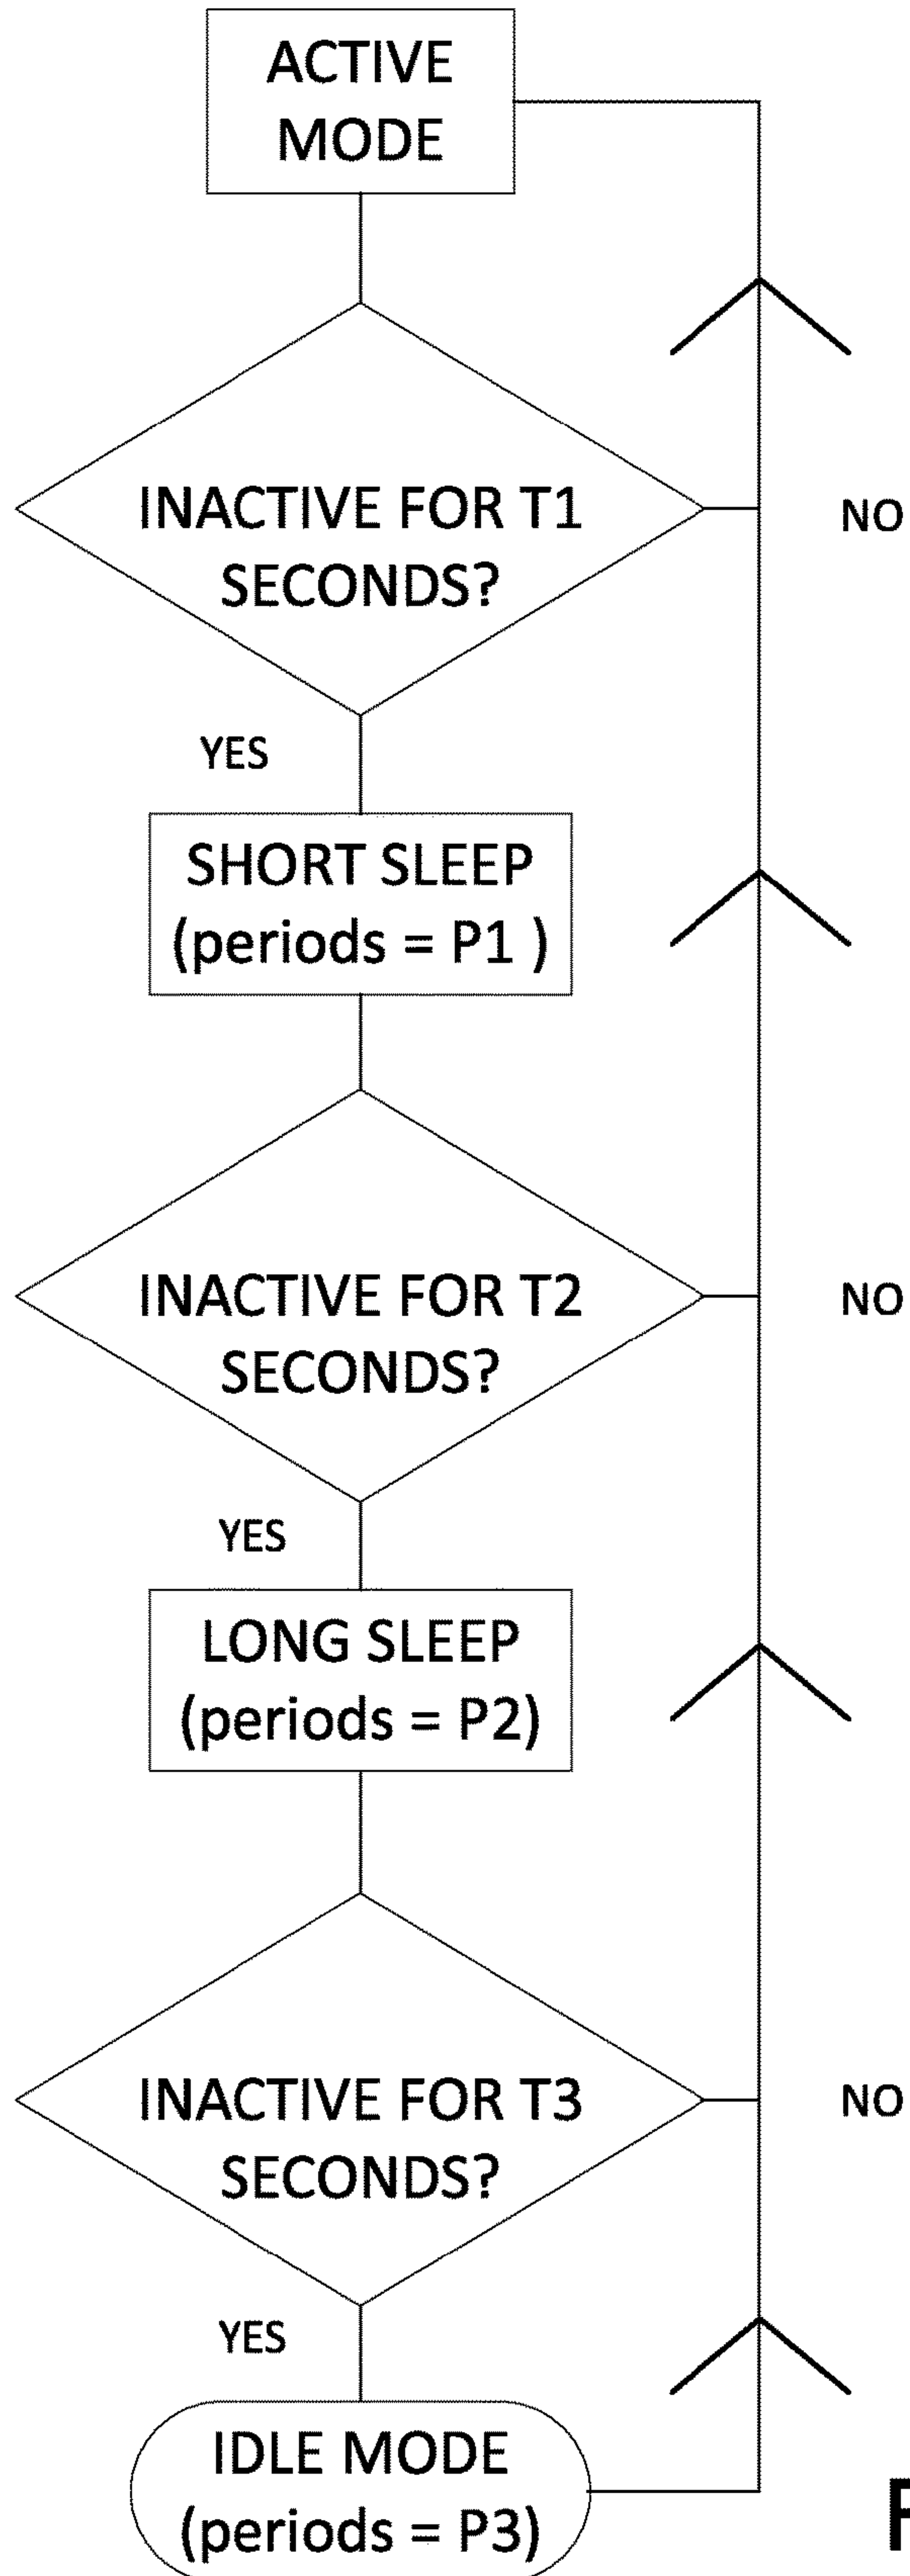 ACTIVE
MODE
INACTIVE FOR T1
SECONDS?
NO
YES
SHORT SLEEP
(periods = P1 )
INACTIVE FOR T2
SECONDS?
NO
YES
LONG SLEEP
(periods = P2)
INACTIVE FOR T3
SECONDS?
NO
YES
IDLE MODE
(periods = P3)